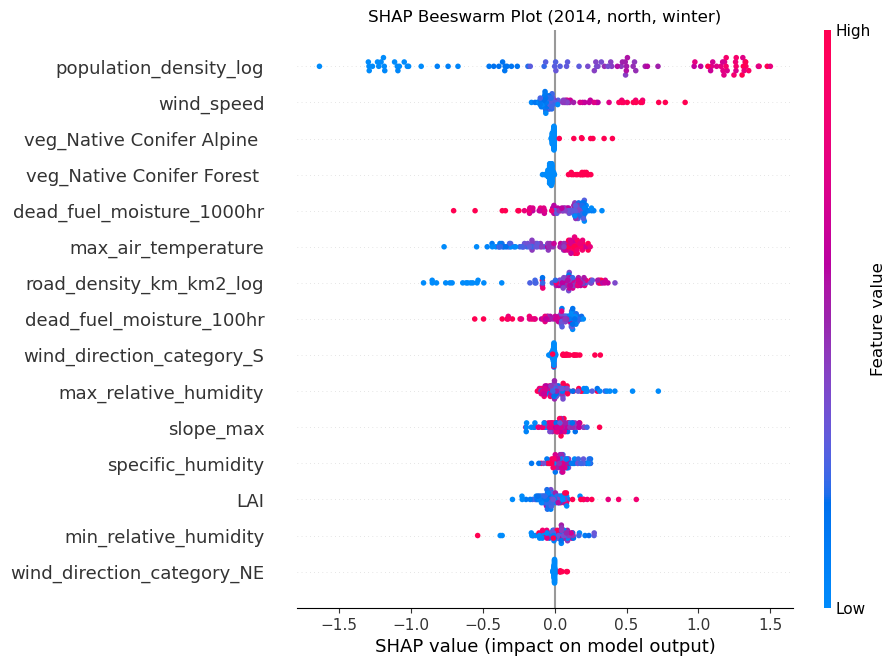 SHAP Beeswarm Plot (2014, north, winter)
High
population_density_log
wind_speed
veg_Native Conifer Alpine
veg_Native Conifer Forest
dead_fuel_moisture_1000hr
max_air_temperature
road_density_km_km2_log
dead_fuel_moisture_100hr
wind_direction_category_S
max_relative_humidity
slope_max
specific_humidity
LAI
min_relative_humidity
wind_direction_category_NE
Feature value
Low
−1.5 −1.0 −0.5 0.0 0.5 1.0 1.5
SHAP value (impact on model output)